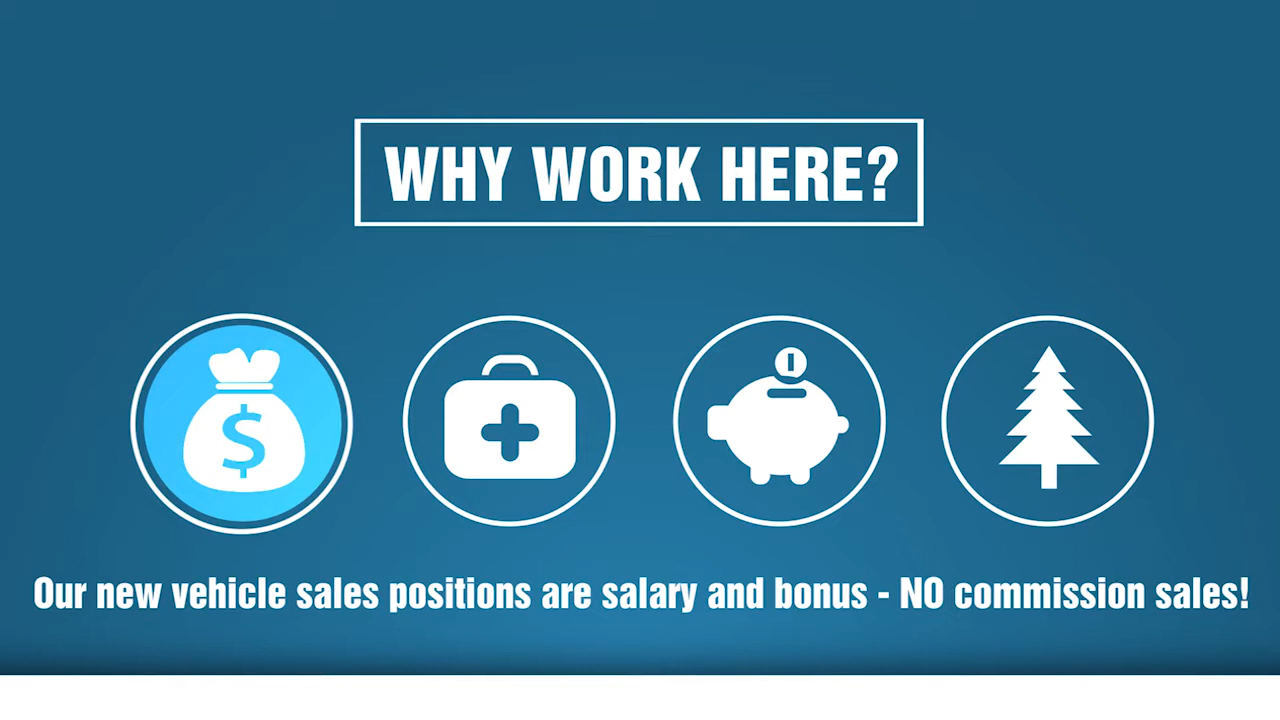 WHY WORK HERE?
$
Our new vehicle sales positions are salary and bonus - NO commission sales!